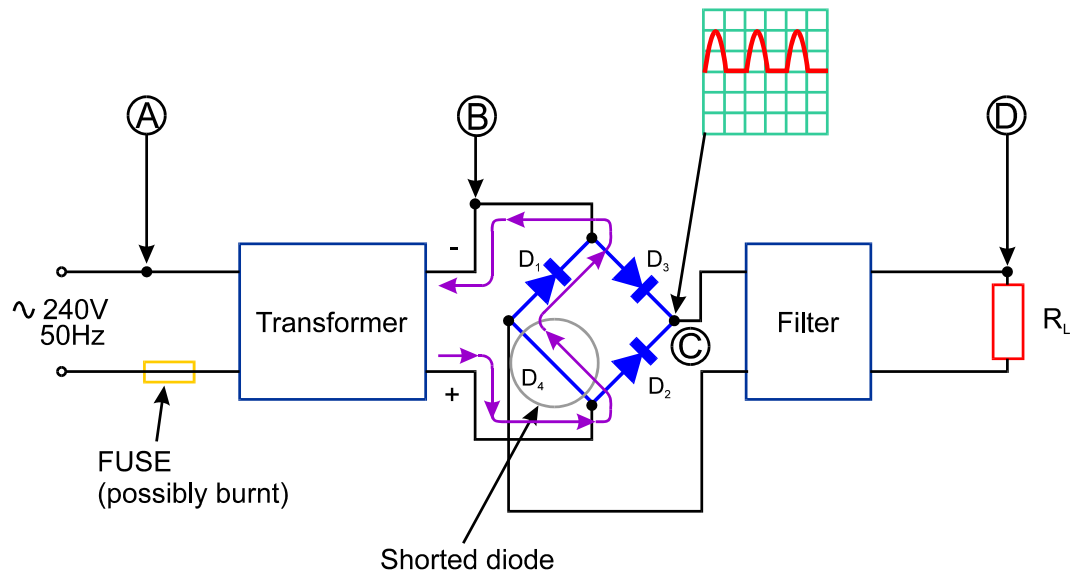 A
B
D
D1
D3
-
∿ 240V
50Hz
Transformer
Filter
RL
C
D4
D2
+
FUSE
(possibly burnt)
Shorted diode